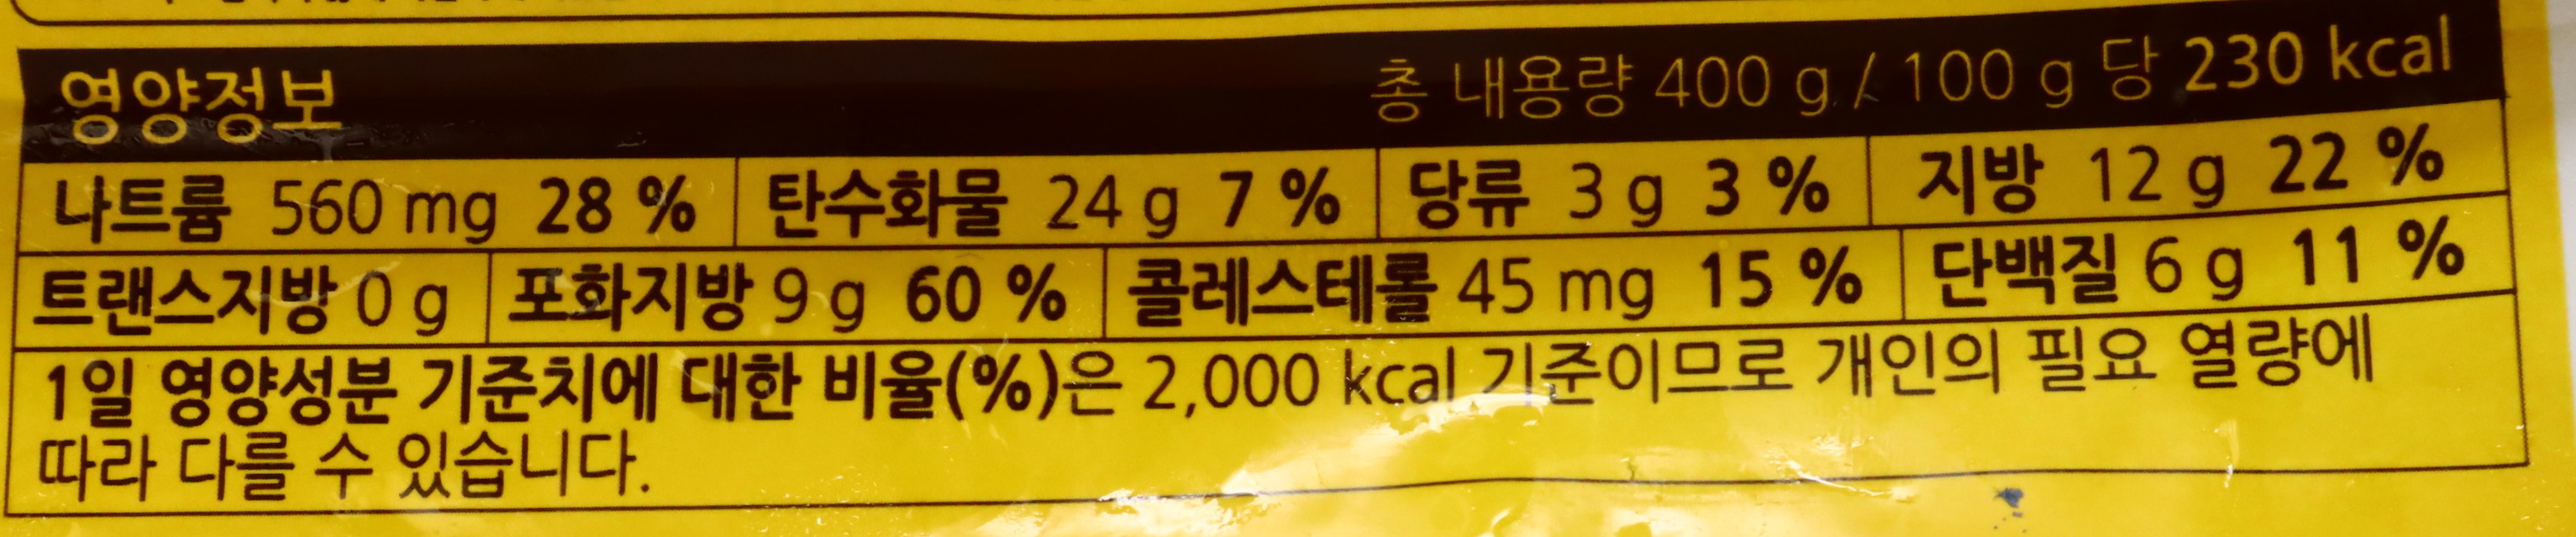 영양정보
총 내용량 400 g / 100 g 당 230 kcal
나트륨 560 mg 28 % 탄수화물 24 g 7 % 당류 3 g 3 % 지방 12 g 22 %
트랜스지방 0 g 포화지방 9 g 60 % 콜레스테롤 45 mg 15 % 단백질 6 g 11 %
1일 영양성분 기준치에 대한 비율(%)은 2,000 kcal 기준이므로 개인의 필요 열량에
따라 다를 수 있습니다.